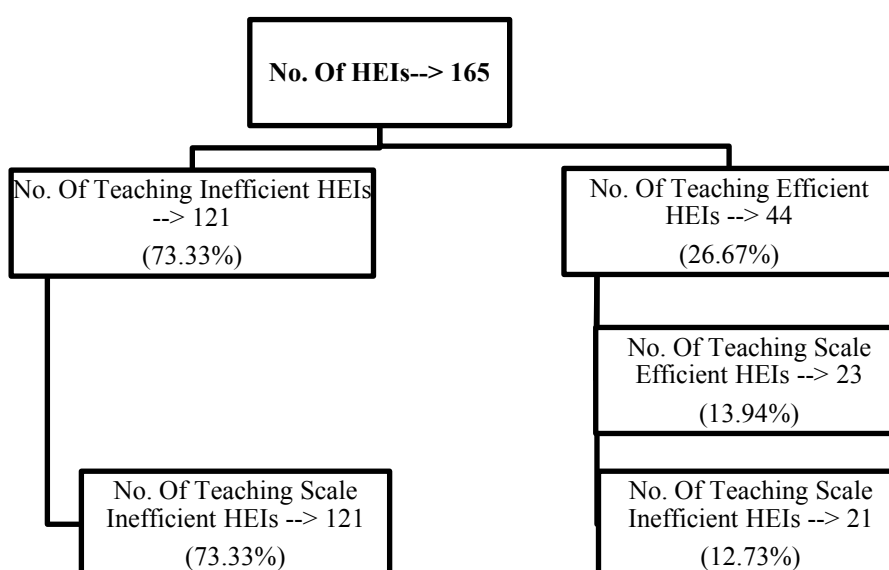 No. Of HEIs--> 165
No. Of Teaching Inefficient HEIs
--> 121
(73.33%)
No. Of Teaching Efficient
HEIs --> 44
(26.67%)
No. Of Teaching Scale
Efficient HEIs --> 23
(13.94%)
No. Of Teaching Scale
Inefficient HEIs --> 121
(73.33%)
No. Of Teaching Scale
Inefficient HEIs --> 21
(12.73%)